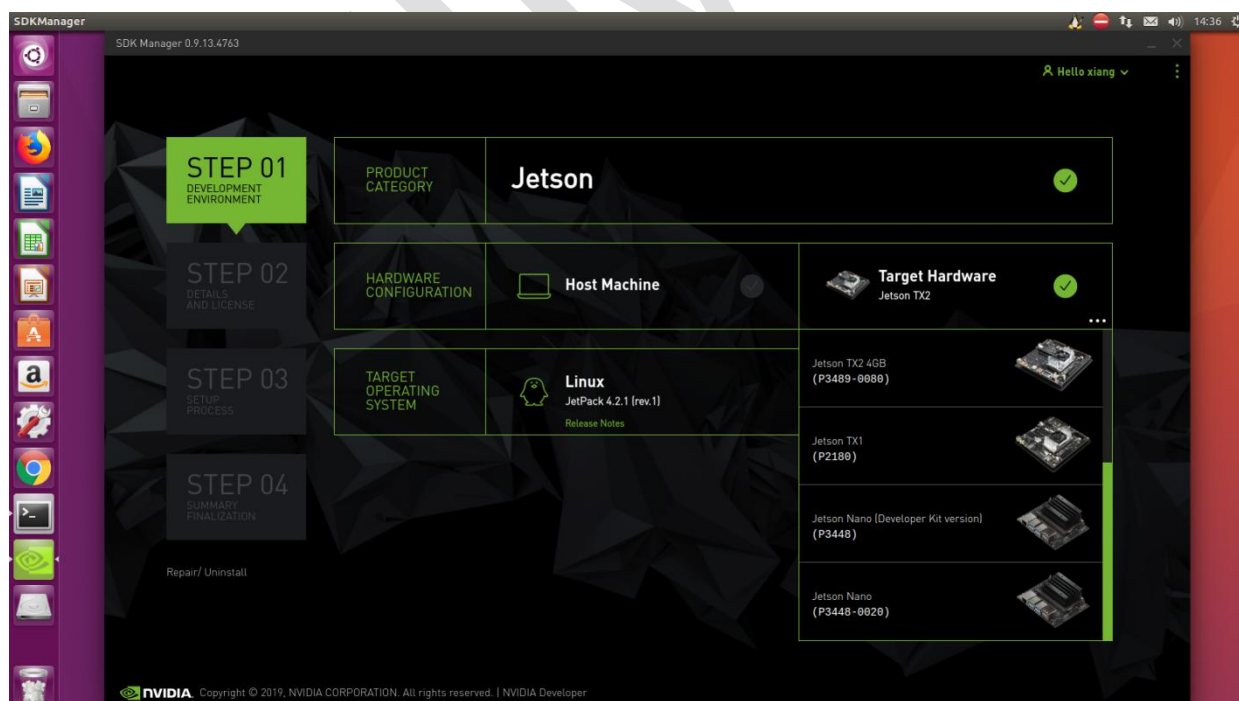 SDKManager
14:36
SDK Manager 0.9.13.4763
Hello xiang
STEP 01
DEVELOPMENT
ENVIRONMENT
PRODUCT
CATEGORY
Jetson
STEP 02
DETAILS
AND LICENSE
HARDWARE
CONFIGURATION
Host Machine
Target Hardware
Jetson TX2
...
STEP 03
SETUP
PROCESS
TARGET
OPERATING
SYSTEM
Linux
JetPack 4.2.1 (rev.1)
Release Notes
Jetson TX2 4GB
(P3489-0080)
Jetson TX1
(P2180)
Jetson Nano (Developer Kit version)
(P3448)
Jetson Nano
(P3448-0020)
STEP 04
SUMMARY
FINALIZATION
Repair/ Uninstall
NVIDIA. Copyright © 2019, NVIDIA CORPORATION. All rights reserved. | NVIDIA Developer